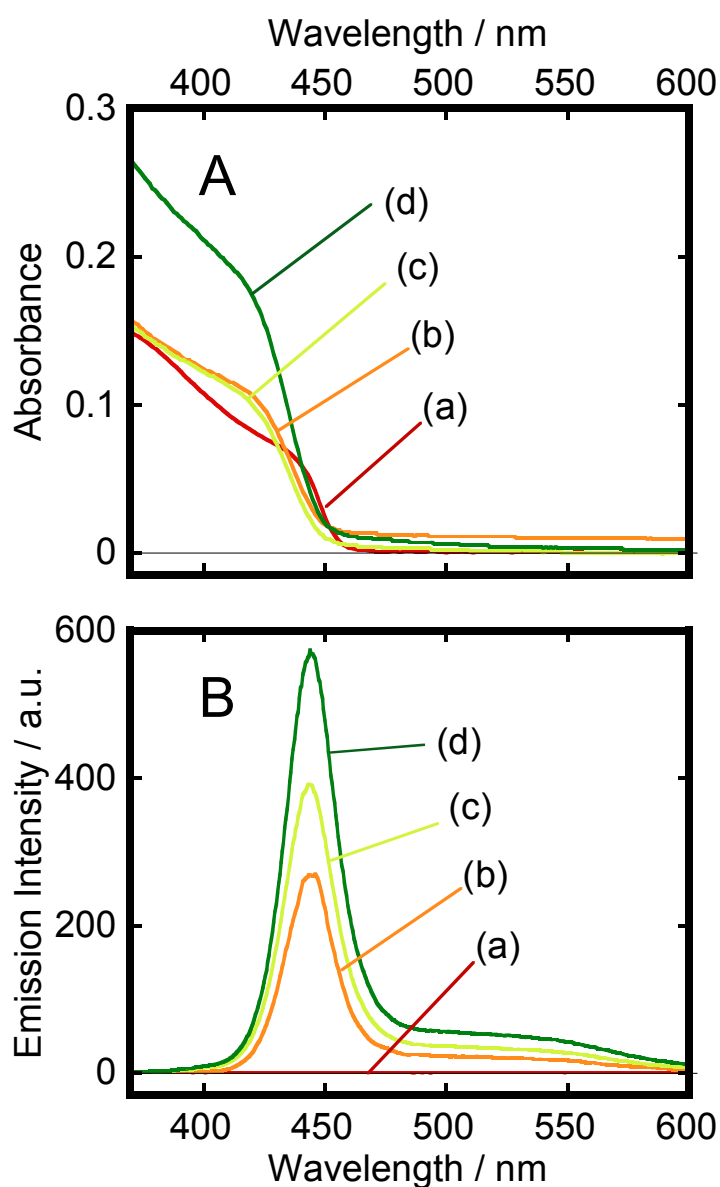 Wavelength / nm
400 450 500 550 600
0.3
A
(d)
0.2
(c)
(b)
Absorbance
0.1
(a)
0
600
B
(d)
400
(c)
Emission Intensity / a.u.
(b)
200
(a)
0
400 450 500 550 600
Wavelength / nm